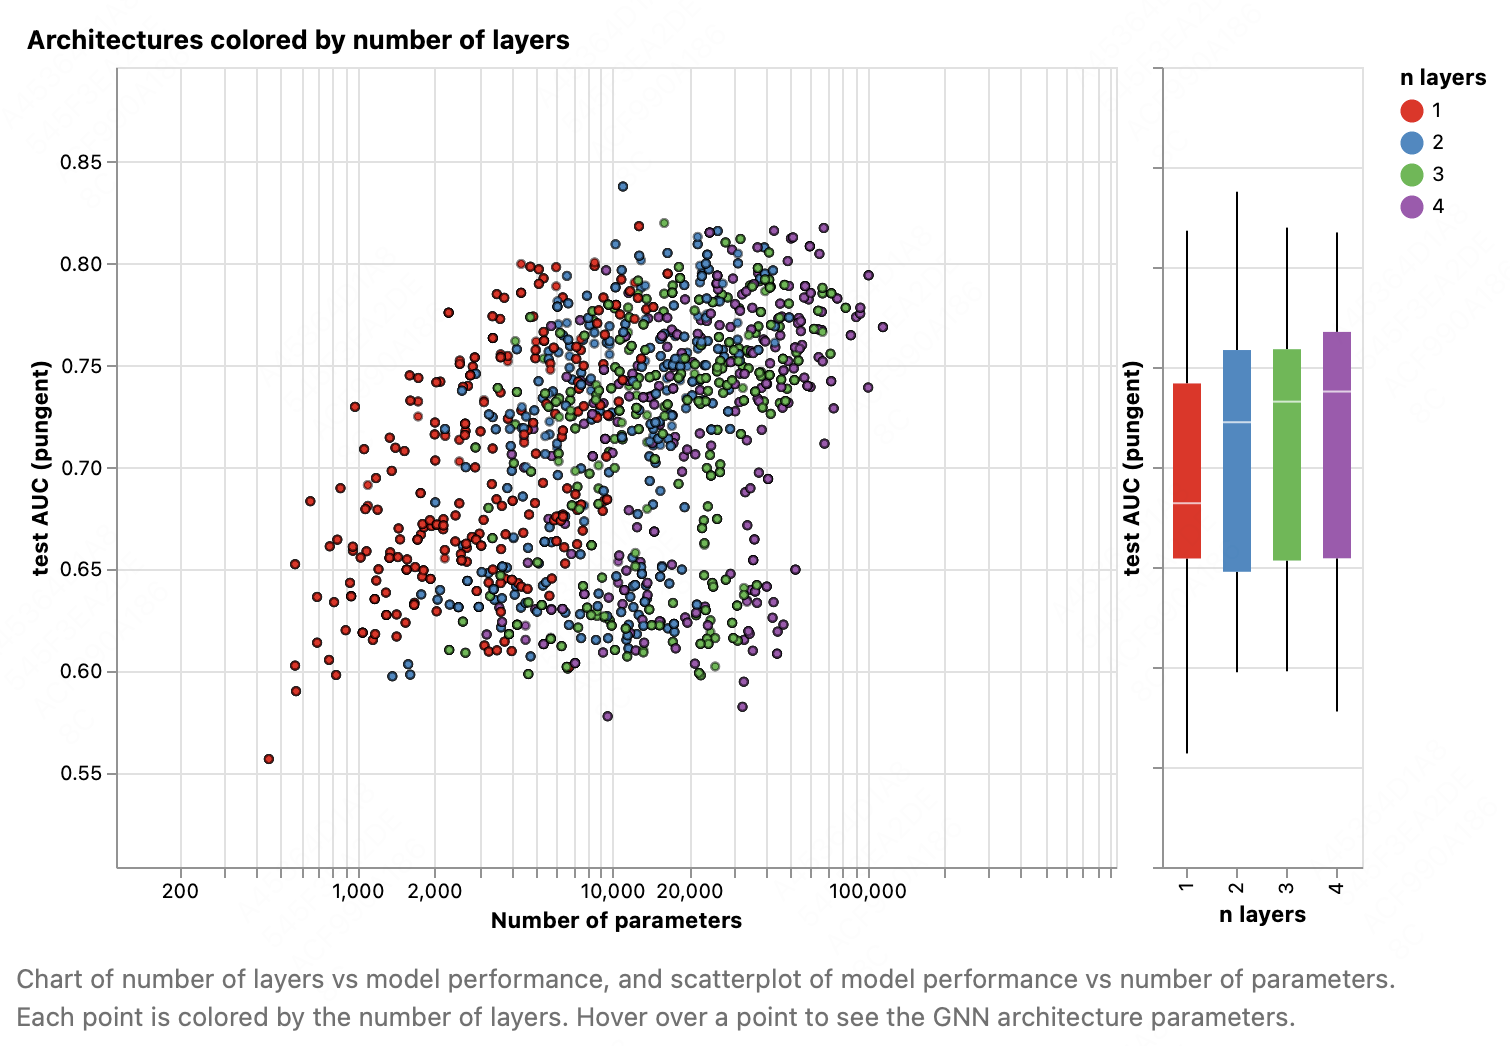 Architectures colored by number of layers
n layers
1
2
3
4
0.85
0.80
0.75
0.70
0.65
0.60
0.55
test AUC (pungent)
200
1,000
2,000
10,000
20,000
100,000
Number of parameters
test AUC (pungent)
1
2
3
4
n layers
Chart of number of layers vs model performance, and scatterplot of model performance vs number of parameters.
Each point is colored by the number of layers. Hover over a point to see the GNN architecture parameters.